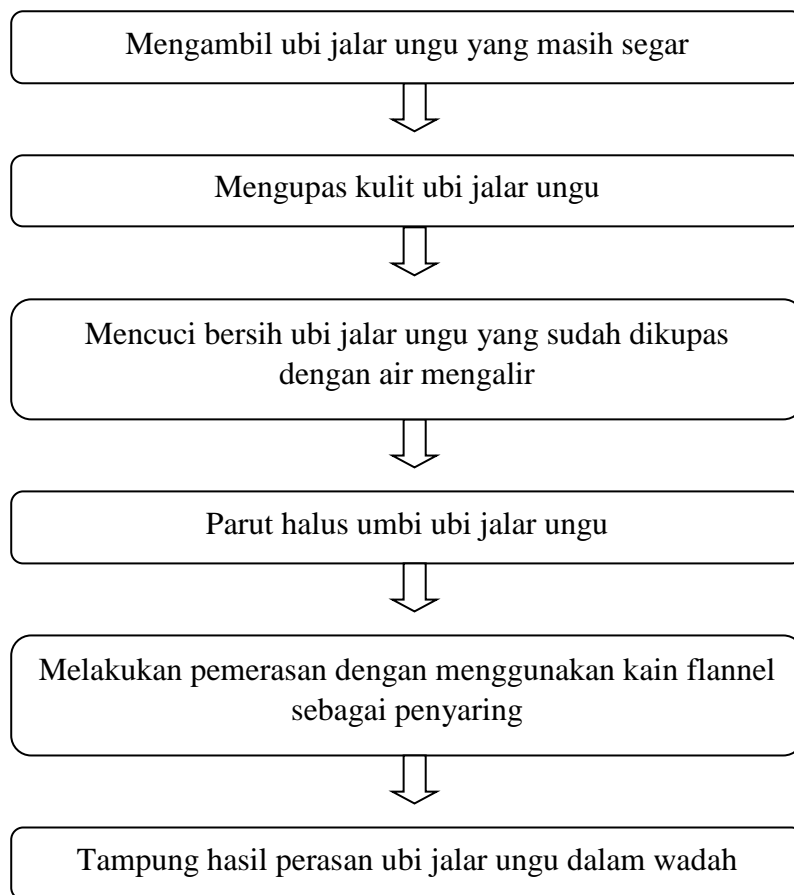 Mengambil ubi jalar ungu yang masih segar
Mengupas kulit ubi jalar ungu
Mencuci bersih ubi jalar ungu yang sudah dikupas
dengan air mengalir
Parut halus umbi ubi jalar ungu
Melakukan pemerasan dengan menggunakan kain flannel
sebagai penyaring
Tampung hasil perasan ubi jalar ungu dalam wadah